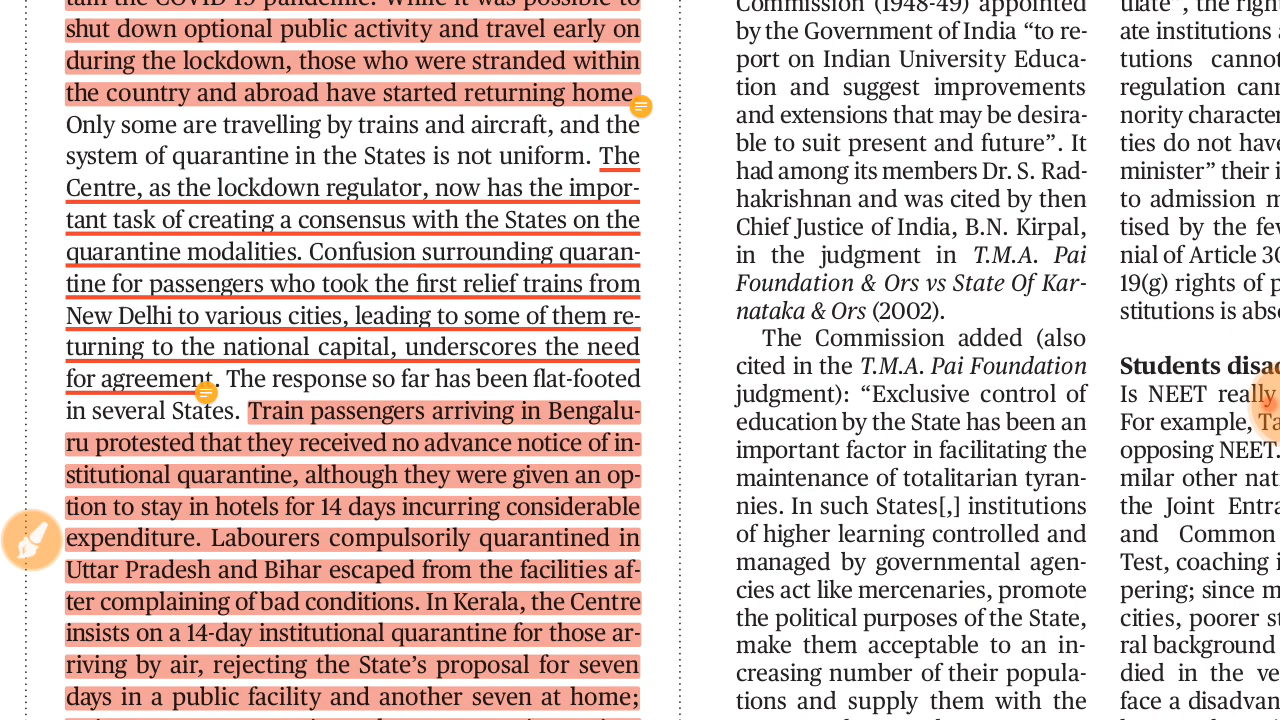 tain the COVID-19 pandemic. While it was possible to
shut down optional public activity and travel early on
during the lockdown, those who were stranded within
the country and abroad have started returning home.
Only some are travelling by trains and aircraft, and the
system of quarantine in the States is not uniform. The
Centre, as the lockdown regulator, now has the impor-
tant task of creating a consensus with the States on the
quarantine modalities. Confusion surrounding quaran-
tine for passengers who took the first relief trains from
New Delhi to various cities, leading to some of them re-
turning to the national capital, underscores the need
for agreement. The response so far has been flat-footed
in several States. Train passengers arriving in Bengalu-
ru protested that they received no advance notice of in-
stitutional quarantine, although they were given an op-
tion to stay in hotels for 14 days incurring considerable
expenditure. Labourers compulsorily quarantined in
Uttar Pradesh and Bihar escaped from the facilities af-
ter complaining of bad conditions. In Kerala, the Centre
insists on a 14-day institutional quarantine for those ar-
riving by air, rejecting the State’s proposal for seven
days in a public facility and another seven at home;
Commission (1948-49) appointed
by the Government of India “to re-
port on Indian University Educa-
tion and suggest improvements
and extensions that may be desira-
ble to suit present and future”. It
had among its members Dr. S. Rad-
hakrishnan and was cited by then
Chief Justice of India, B.N. Kirpal,
in the judgment in T.M.A. Pai
Foundation & Ors vs State Of Kar-
nataka & Ors (2002).
The Commission added (also
cited in the T.M.A. Pai Foundation
judgment): “Exclusive control of
education by the State has been an
important factor in facilitating the
maintenance of totalitarian tyran-
nies. In such States[,] institutions
of higher learning controlled and
managed by governmental agen-
cies act like mercenaries, promote
the political purposes of the State,
make them acceptable to an in-
creasing number of their popula-
tions and supply them with the
ulate”, the righ
ate institutions a
tutions cannot
regulation cann
nority character
ties do not have
minister” their i
to admission m
tised by the few
nial of Article 30
19(g) rights of p
stitutions is abso
Students disad
Is NEET really
For example, Ta
opposing NEET.
milar other nati
the Joint Entra
and Common
Test, coaching i
pering; since m
cities, poorer st
ral background
died in the ve
face a disadvan